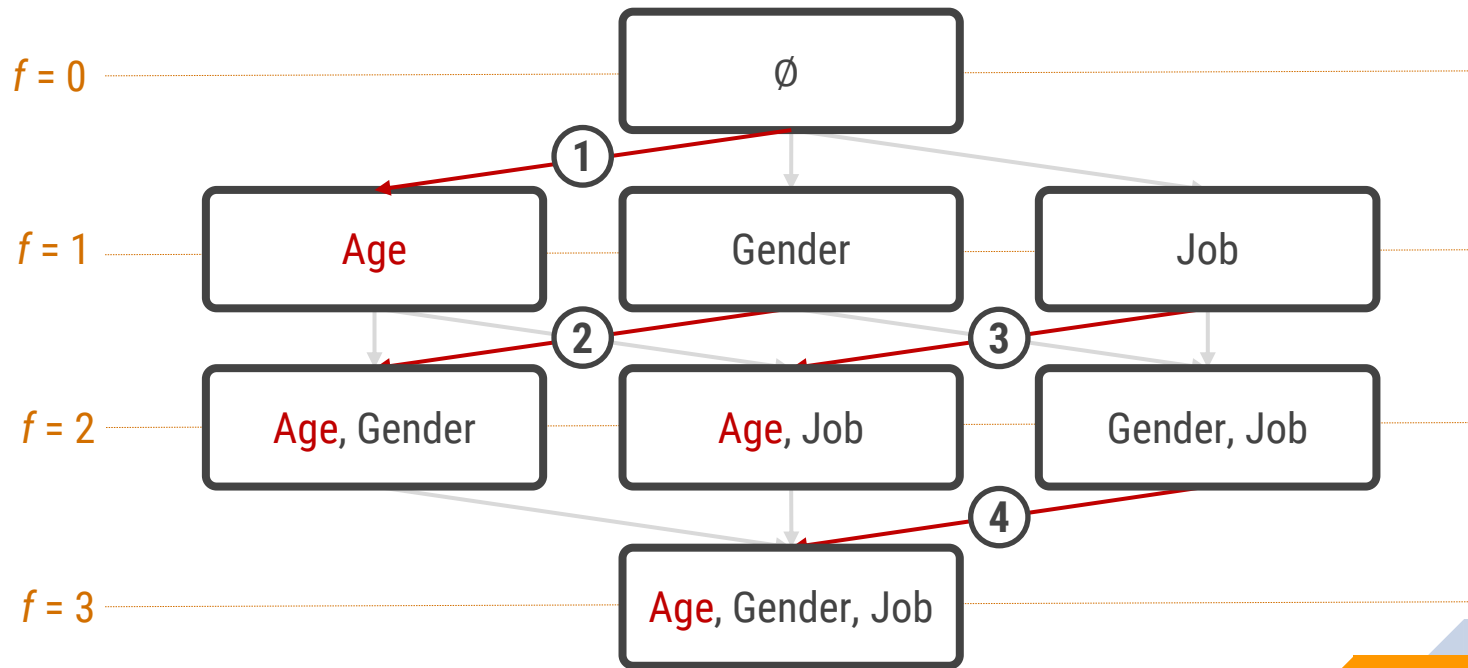 f = 0
∅
1
f = 1
Age
Gender
Job
2
3
f = 2
Age, Gender
Age, Job
Gender, Job
4
f = 3
Age, Gender, Job